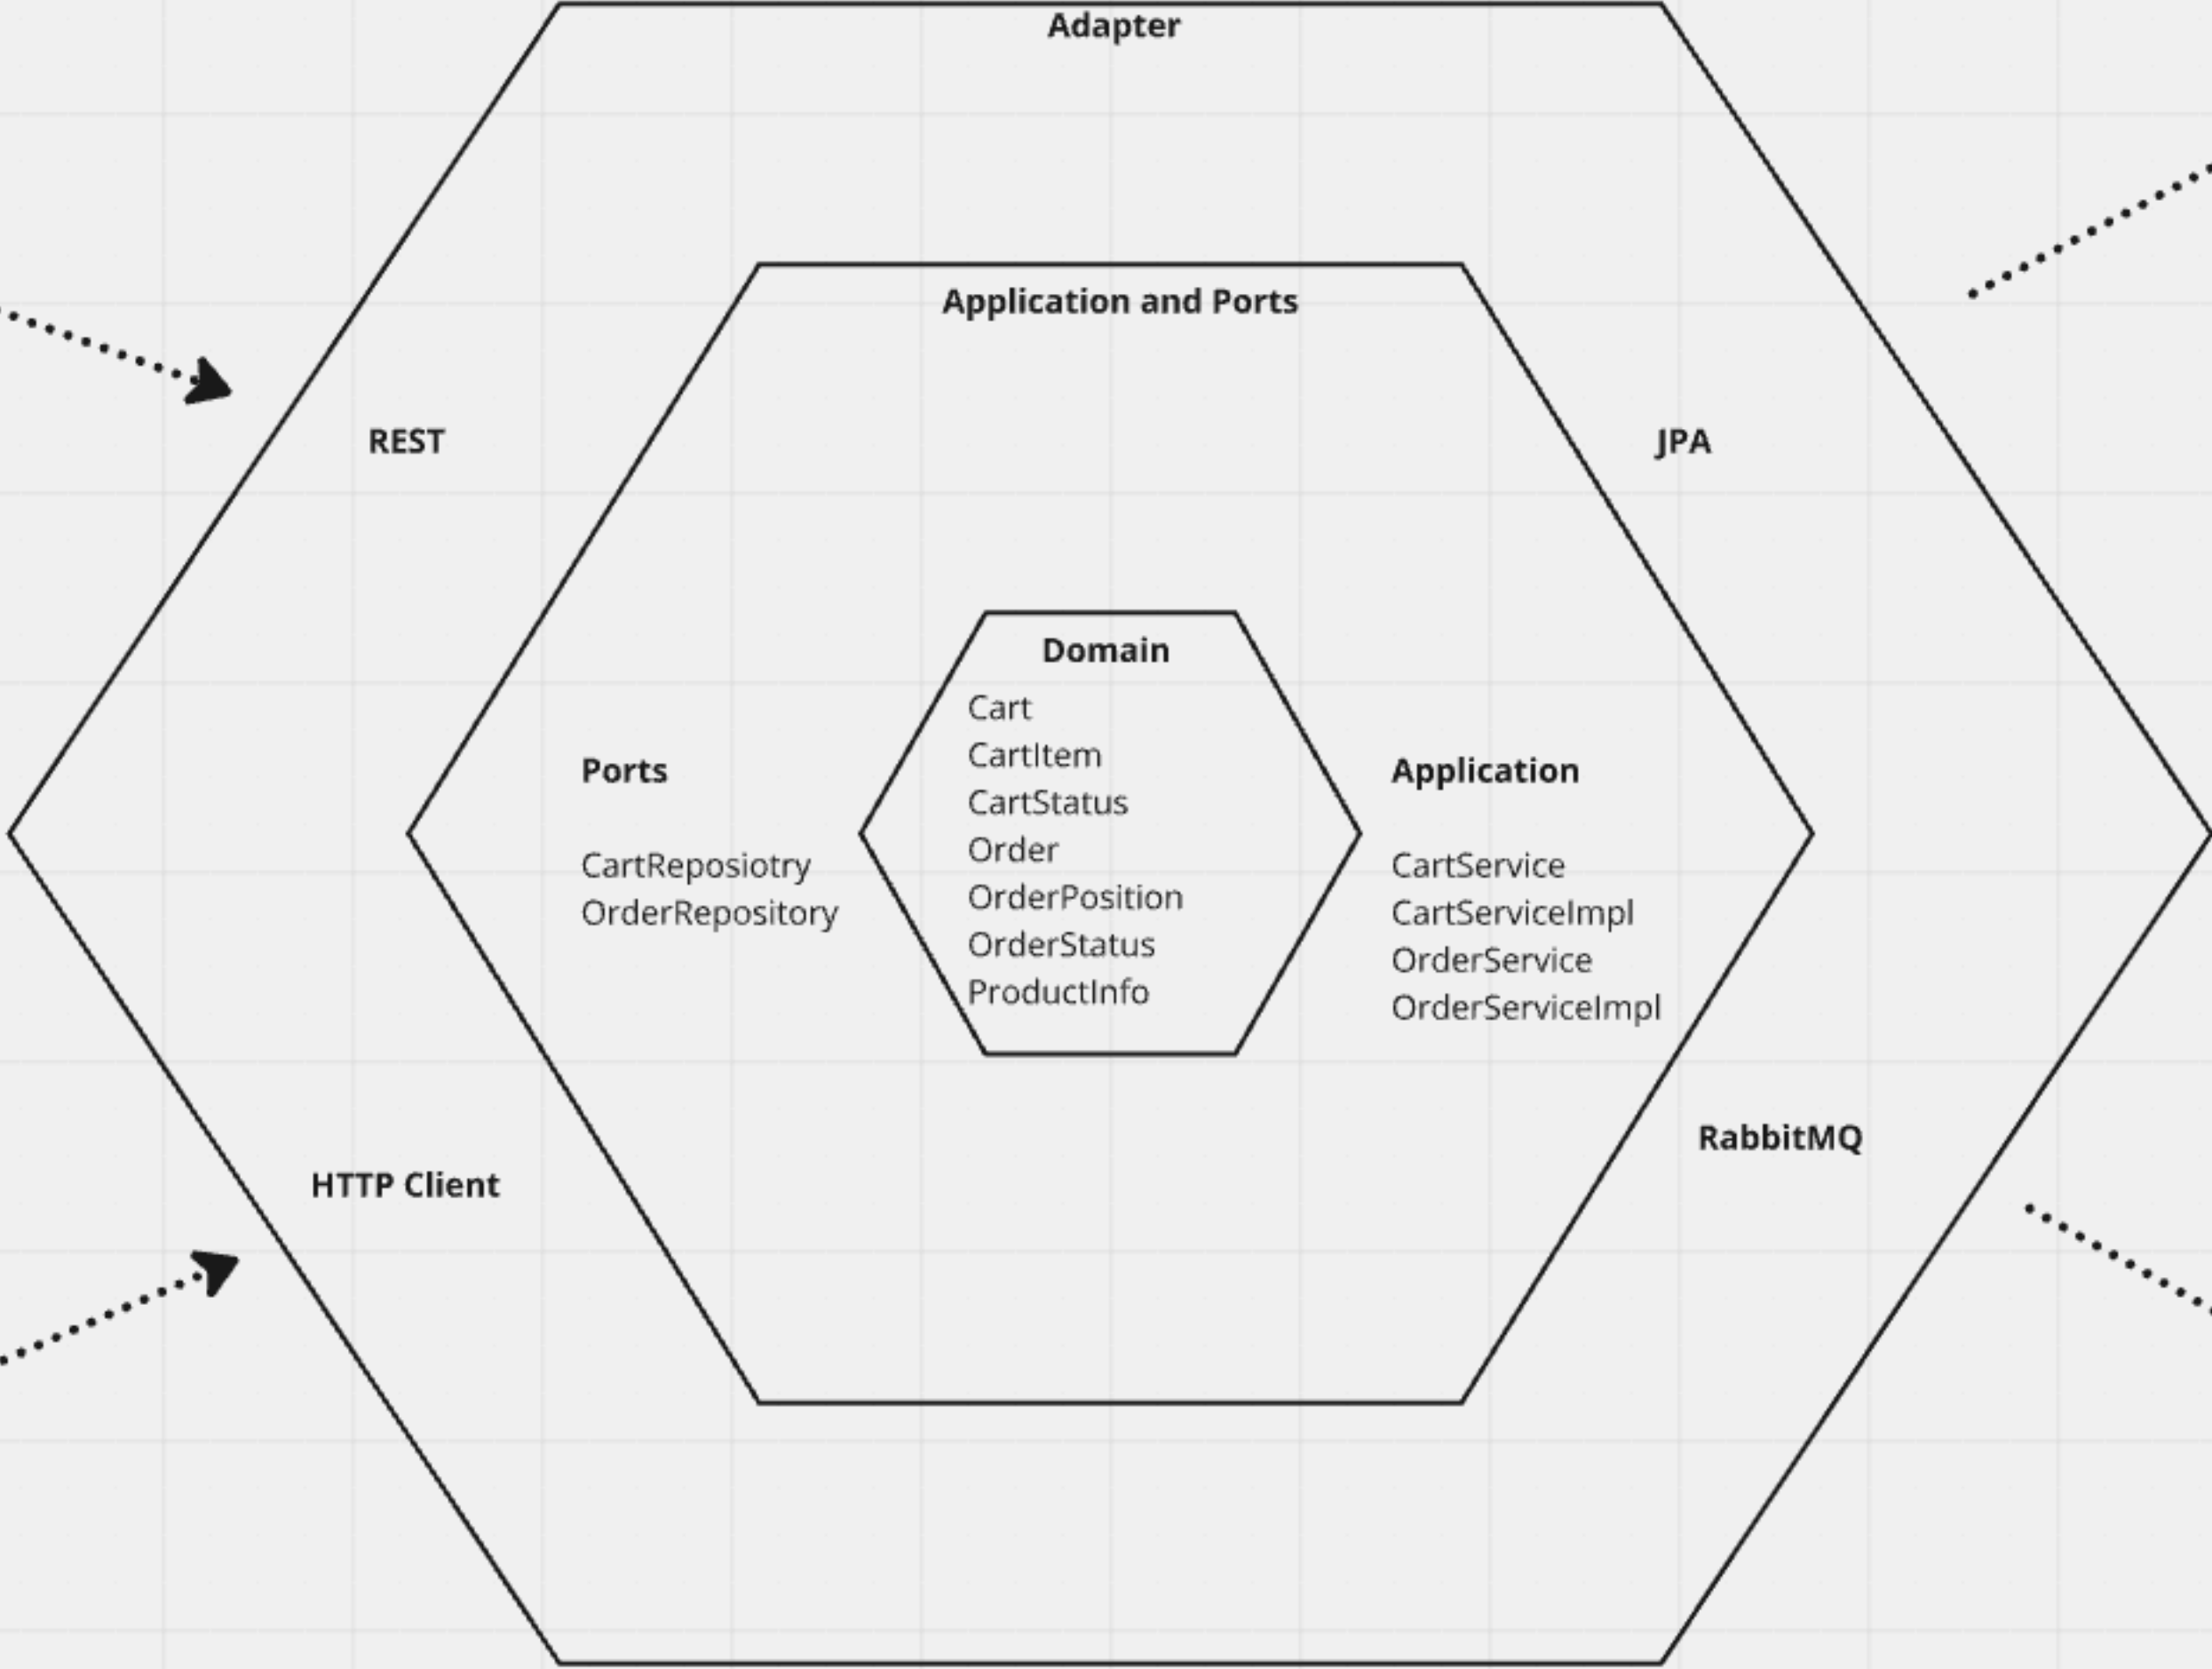 Adapter
Application and Ports
REST
JPA
Domain
Cart
CartItem
CartStatus
Order
OrderPosition
OrderStatus
ProductInfo
Ports
CartReposiotry
OrderRepository
Application
CartService
CartServiceImpl
OrderService
OrderServiceImpl
HTTP Client
RabbitMQ